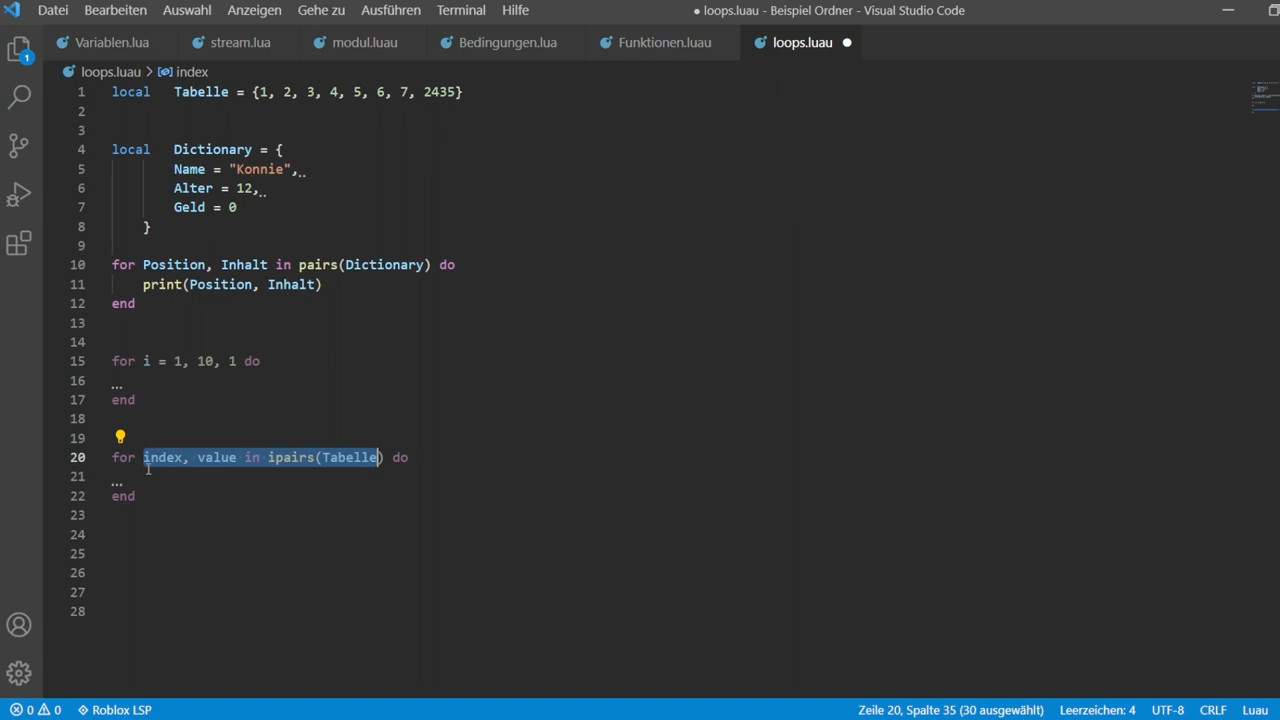 Datei Bearbeiten Auswahl Anzeigen Gehe zu Ausführen Terminal Hilfe ● loops.luau - Beispiel Ordner - Visual Studio Code
Variablen.lua stream.lua modul.luau Bedingungen.lua Funktionen.luau loops.luau
1
loops.luau > index
1 local Tabelle = {1, 2, 3, 4, 5, 6, 7, 2435}
2
3
4 local Dictionary = {
5 Name = "Konnie",
6 Alter = 12,
7 Geld = 0
8 }
9
10 for Position, Inhalt in pairs(Dictionary) do
11 print(Position, Inhalt)
12 end
13
14
15 for i = 1, 10, 1 do
16 ...
17 end
18
19
20 for index, value in ipairs(Tabelle) do
21 ...
22 end
23
24
25
26
27
28
0 0 Roblox LSP Zeile 20, Spalte 35 (30 ausgewählt) Leerzeichen: 4 UTF-8 CRLF Luau